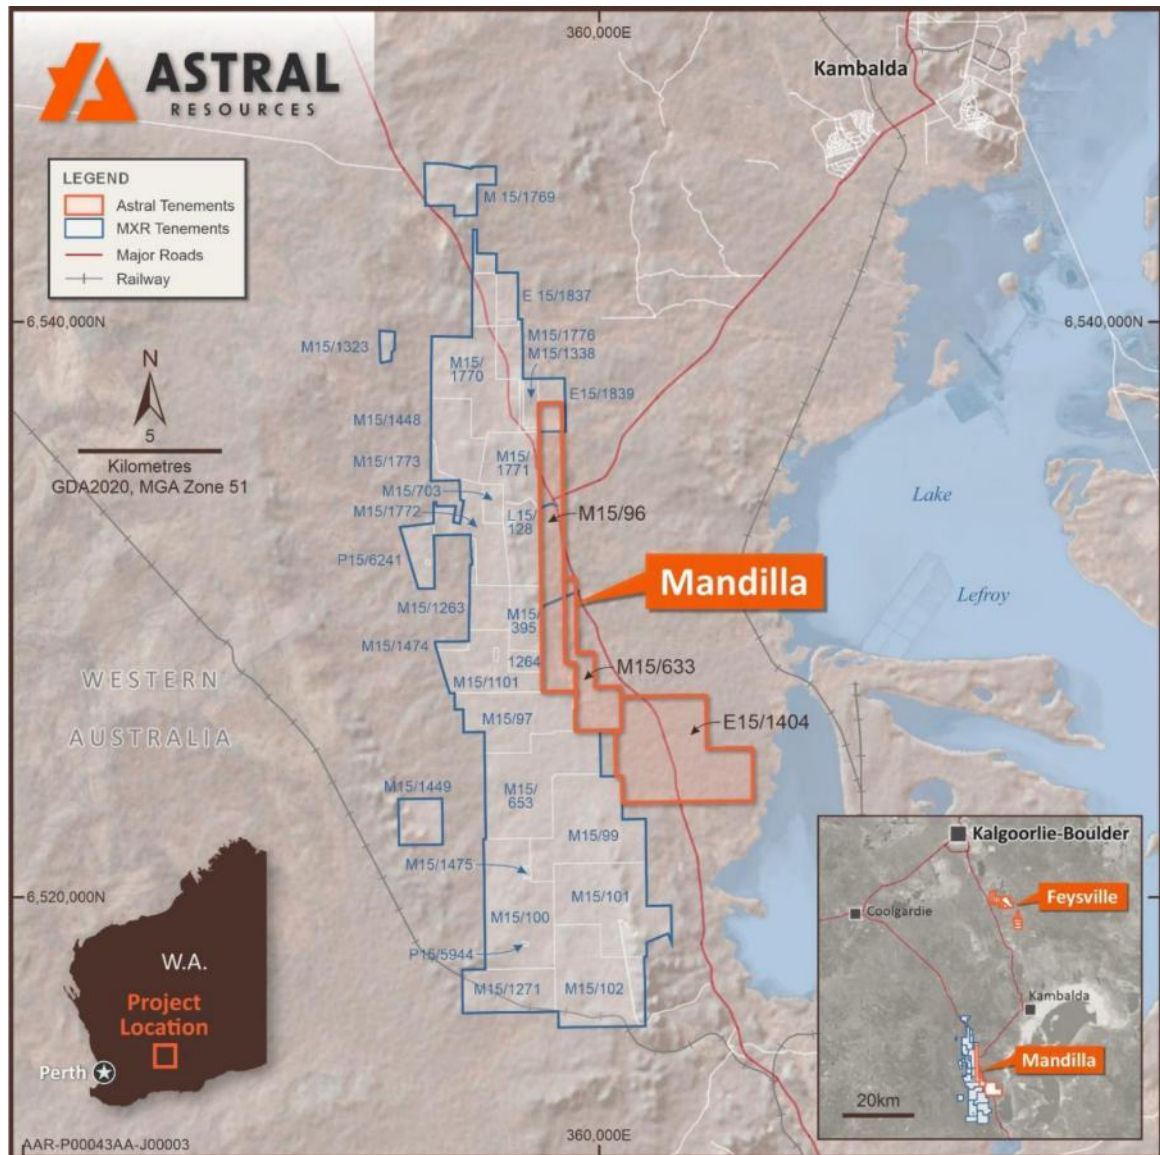 360,000E
Kambalda
ASTRAL
RESOURCES
LEGEND
Astral Tenements
MXR Tenements
Major Roads
Railway
M 15/1769
E 15/1837
6,540,000N
6,540,000N
M15/1323
M15/1776
M15/1338
M15/
1770
E15/1839
N
5
Kilometres
GDA2020, MGA Zone 51
M15/1448
M15/1773
M15/
1771
M15/703
M15/1772
L15/
128
M15/96
Lake
Lefroy
P15/6241
Mandilla
M15/1263
M15/
395
M15/1474
1264
M15/633
M15/1101
WESTERN
AUSTRALIA
M15/97
E15/1404
M15/1449
M15/
653
M15/99
M15/1475
M15/101
6,520,000N
M15/100
P15/5944
M15/1271
M15/102
W.A.
Project
Location
Perth
Kalgoorlie-Boulder
Feysville
Coolgardie
Kambalda
Mandilla
20km
360,000E
AAR-P00043AA-J00003